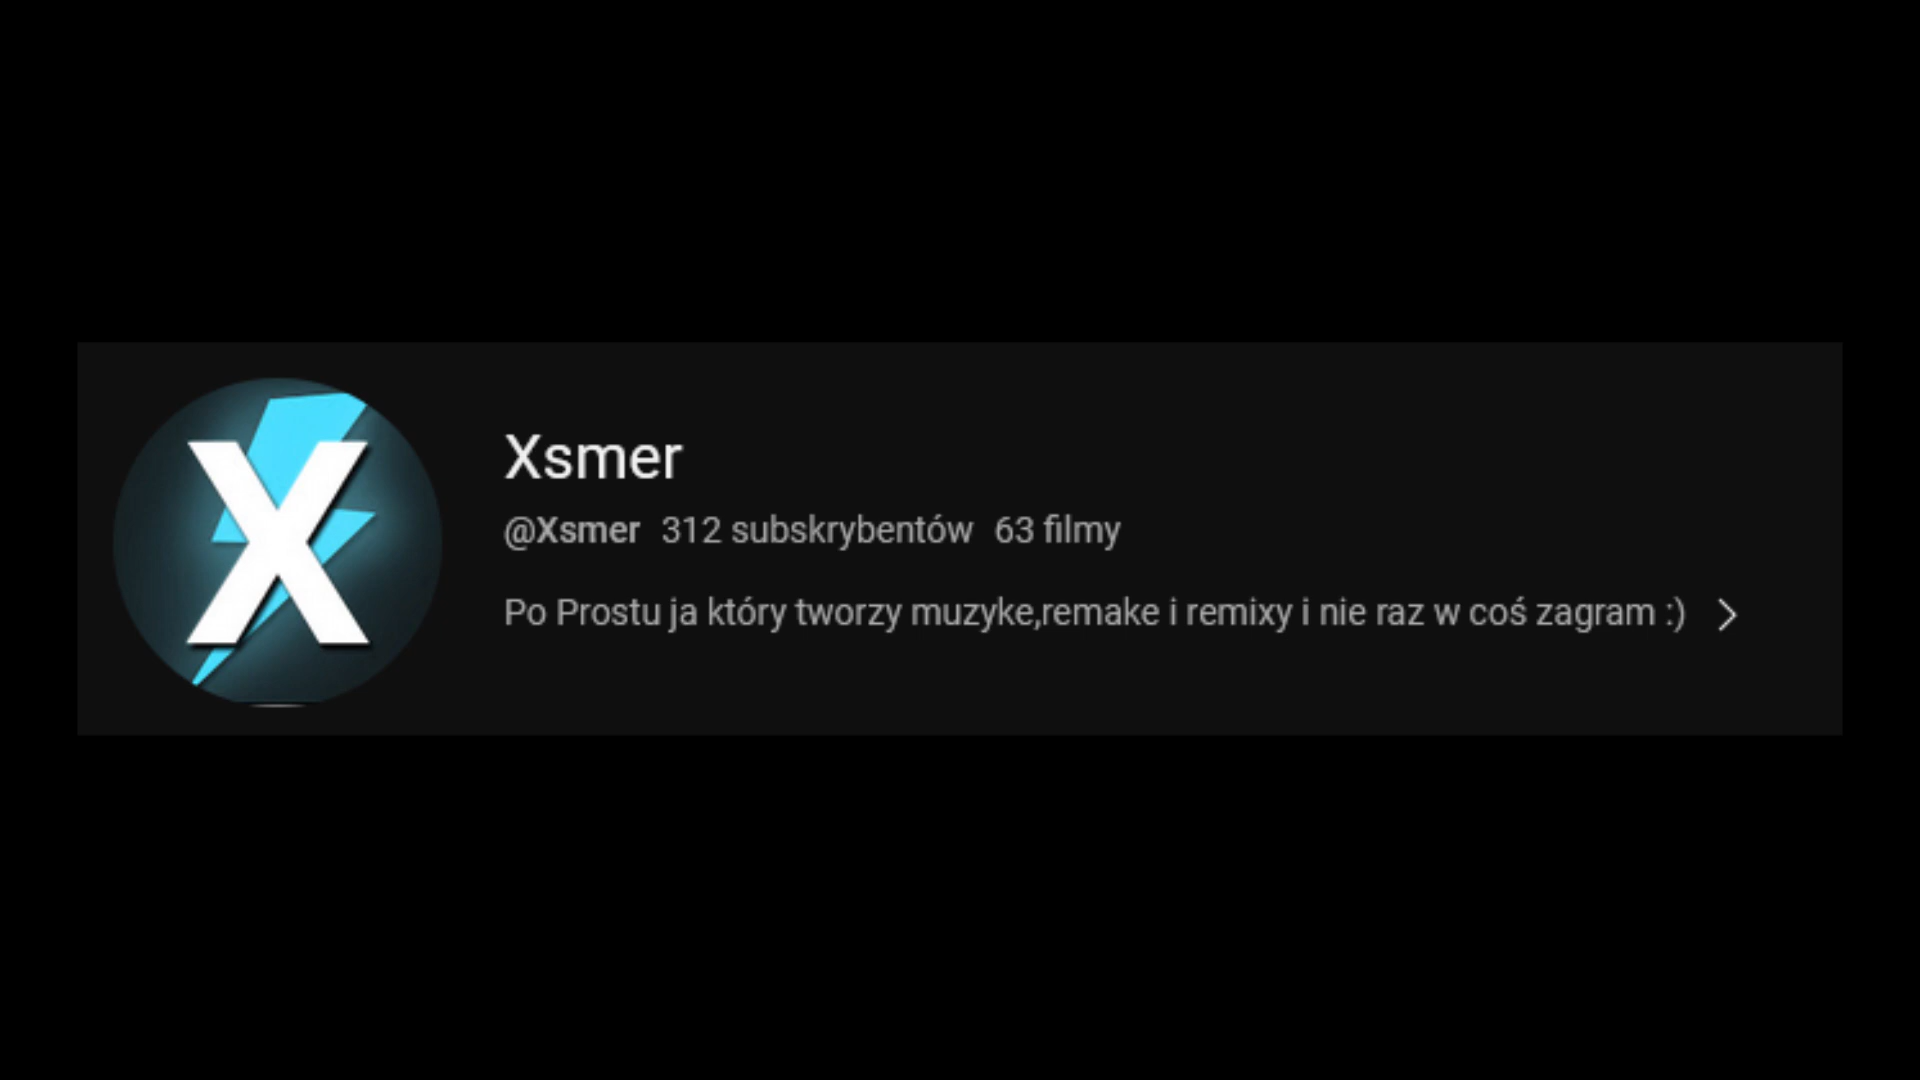 X
Xsmer
@Xsmer 312 subskrybentów 63 filmy
Po Prostu ja który tworzy muzyke,remake i remixy i nie raz w coś zagram :)